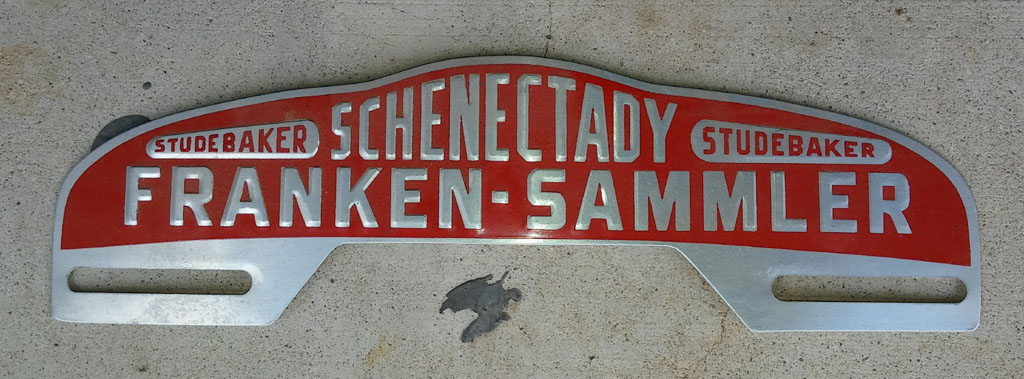 STUDEBAKER SCHENECTADY STUDEBAKER
FRANKEN-SAMMLER